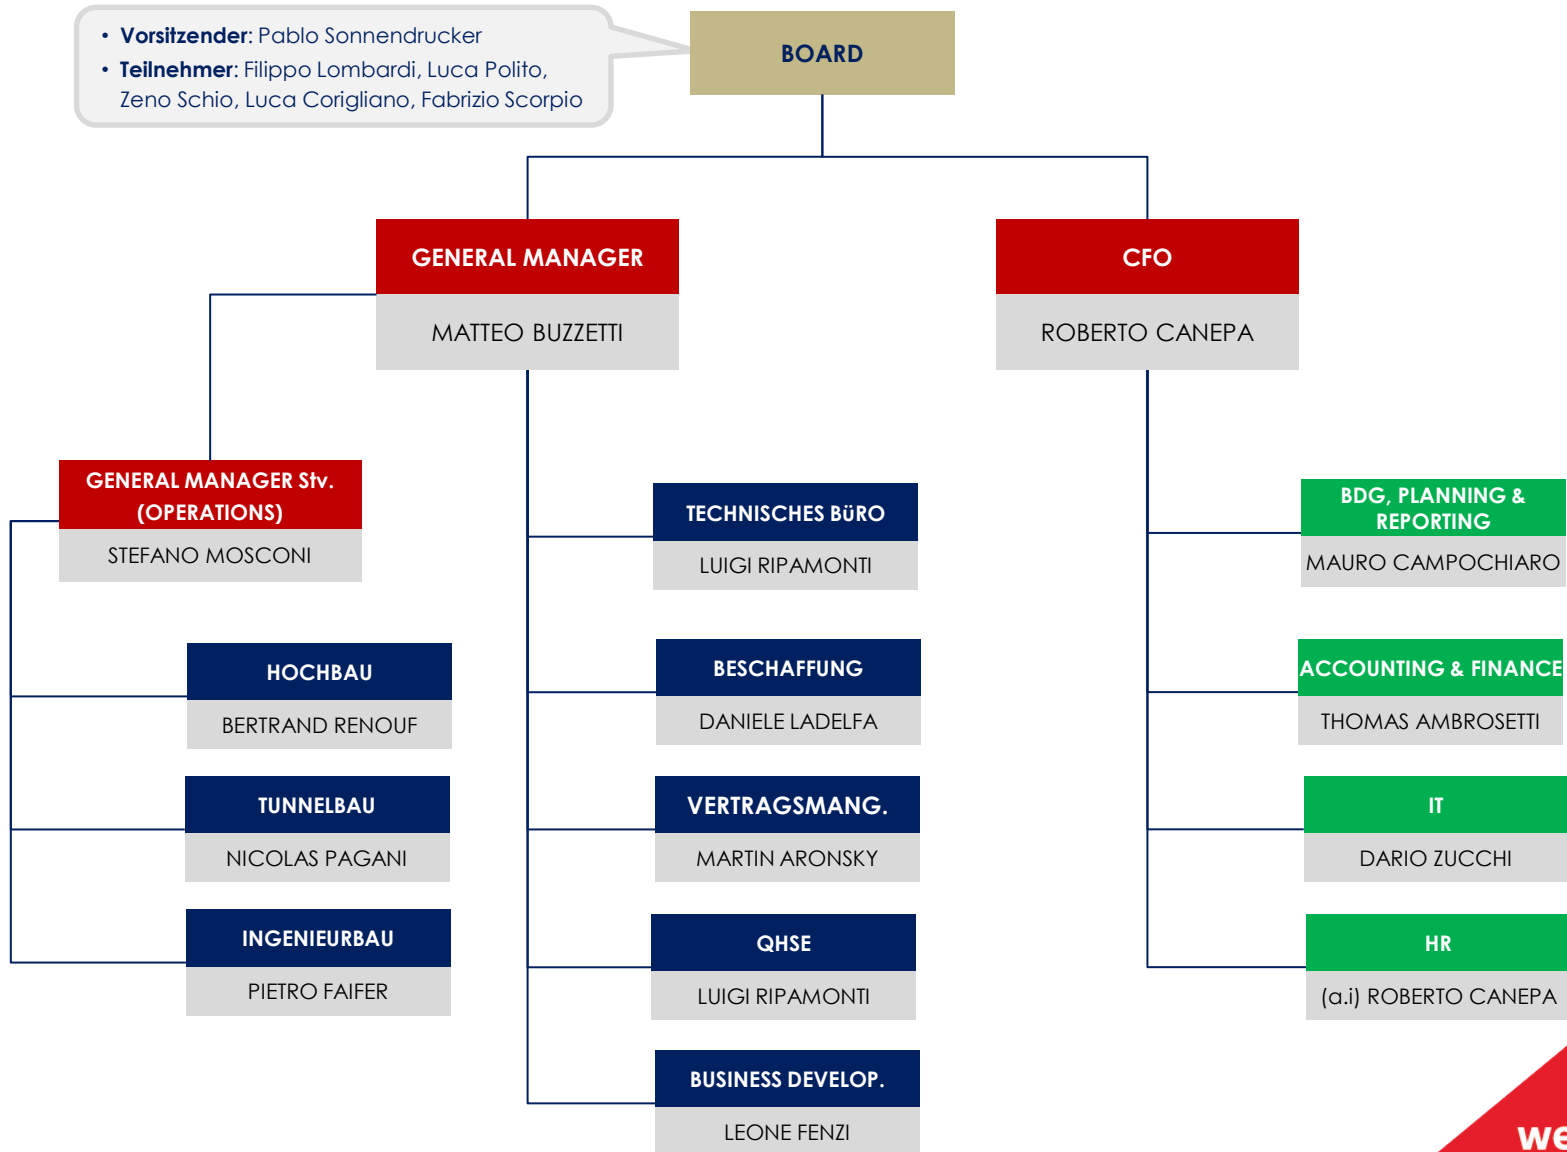 • Vorsitzender: Pablo Sonnendrucker
• Teilnehmer: Filippo Lombardi, Luca Polito,
Zeno Schio, Luca Corigliano, Fabrizio Scorpio
BOARD
GENERAL MANAGER
MATTEO BUZZETTI
CFO
ROBERTO CANEPA
GENERAL MANAGER Stv.
(OPERATIONS)
STEFANO MOSCONI
HOCHBAU
BERTRAND RENOUF
TUNNELBAU
NICOLAS PAGANI
INGENIEURBAU
PIETRO FAIFER
TECHNISCHES BüRO
LUIGI RIPAMONTI
BESCHAFFUNG
DANIELE LADELFA
VERTRAGSMANG.
MARTIN ARONSKY
QHSE
LUIGI RIPAMONTI
BUSINESS DEVELOP.
LEONE FENZI
BDG, PLANNING &
REPORTING
MAURO CAMPOCHIARO
ACCOUNTING & FINANCE
THOMAS AMBROSETTI
IT
DARIO ZUCCHI
HR
(a.i) ROBERTO CANEPA
we